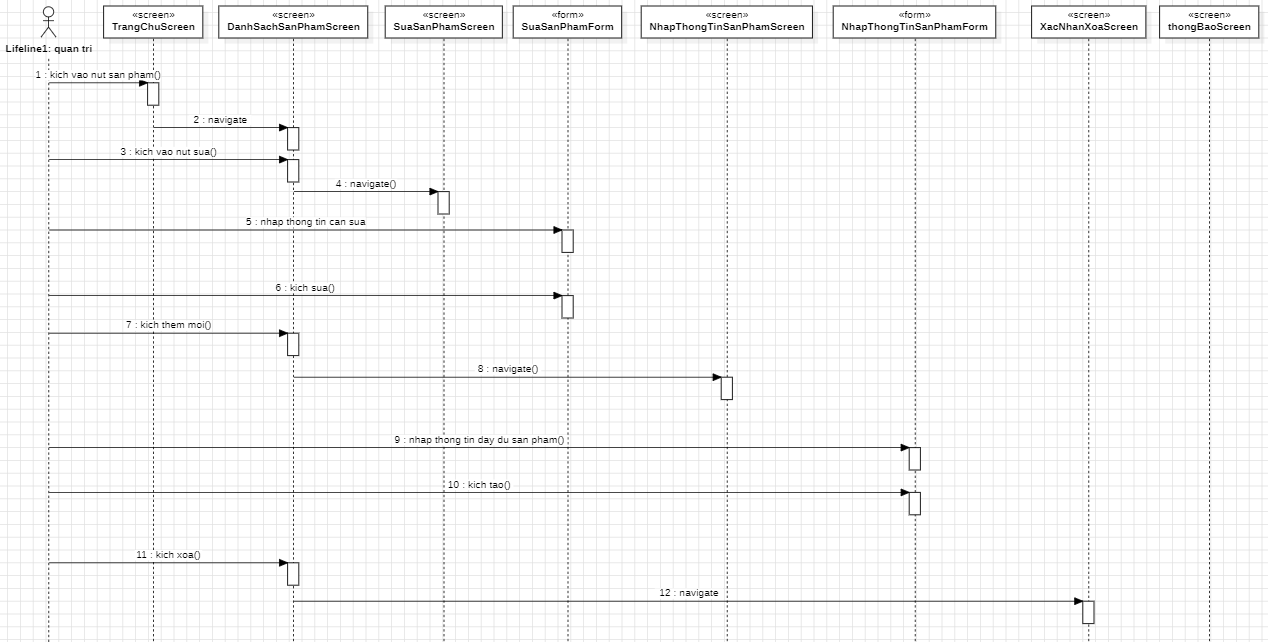 «screen»
TrangChuScreen
«screen»
DanhSachSanPhamScreen
«screen»
SuaSanPhamScreen
«form»
SuaSanPhamForm
«screen»
NhapThongTinSanPhamScreen
«form»
NhapThongTinSanPhamForm
«screen»
XacNhanXoaScreen
«screen»
thongBaoScreen
Lifeline1: quan tri
1 : kich vao nut san pham()
2 : navigate
3 : kich vao nut sua()
4 : navigate()
5 : nhap thong tin can sua
6 : kich sua()
7 : kich them moi()
8 : navigate()
9 : nhap thong tin day du san pham()
10 : kich tao()
11 : kich xoa()
12 : navigate